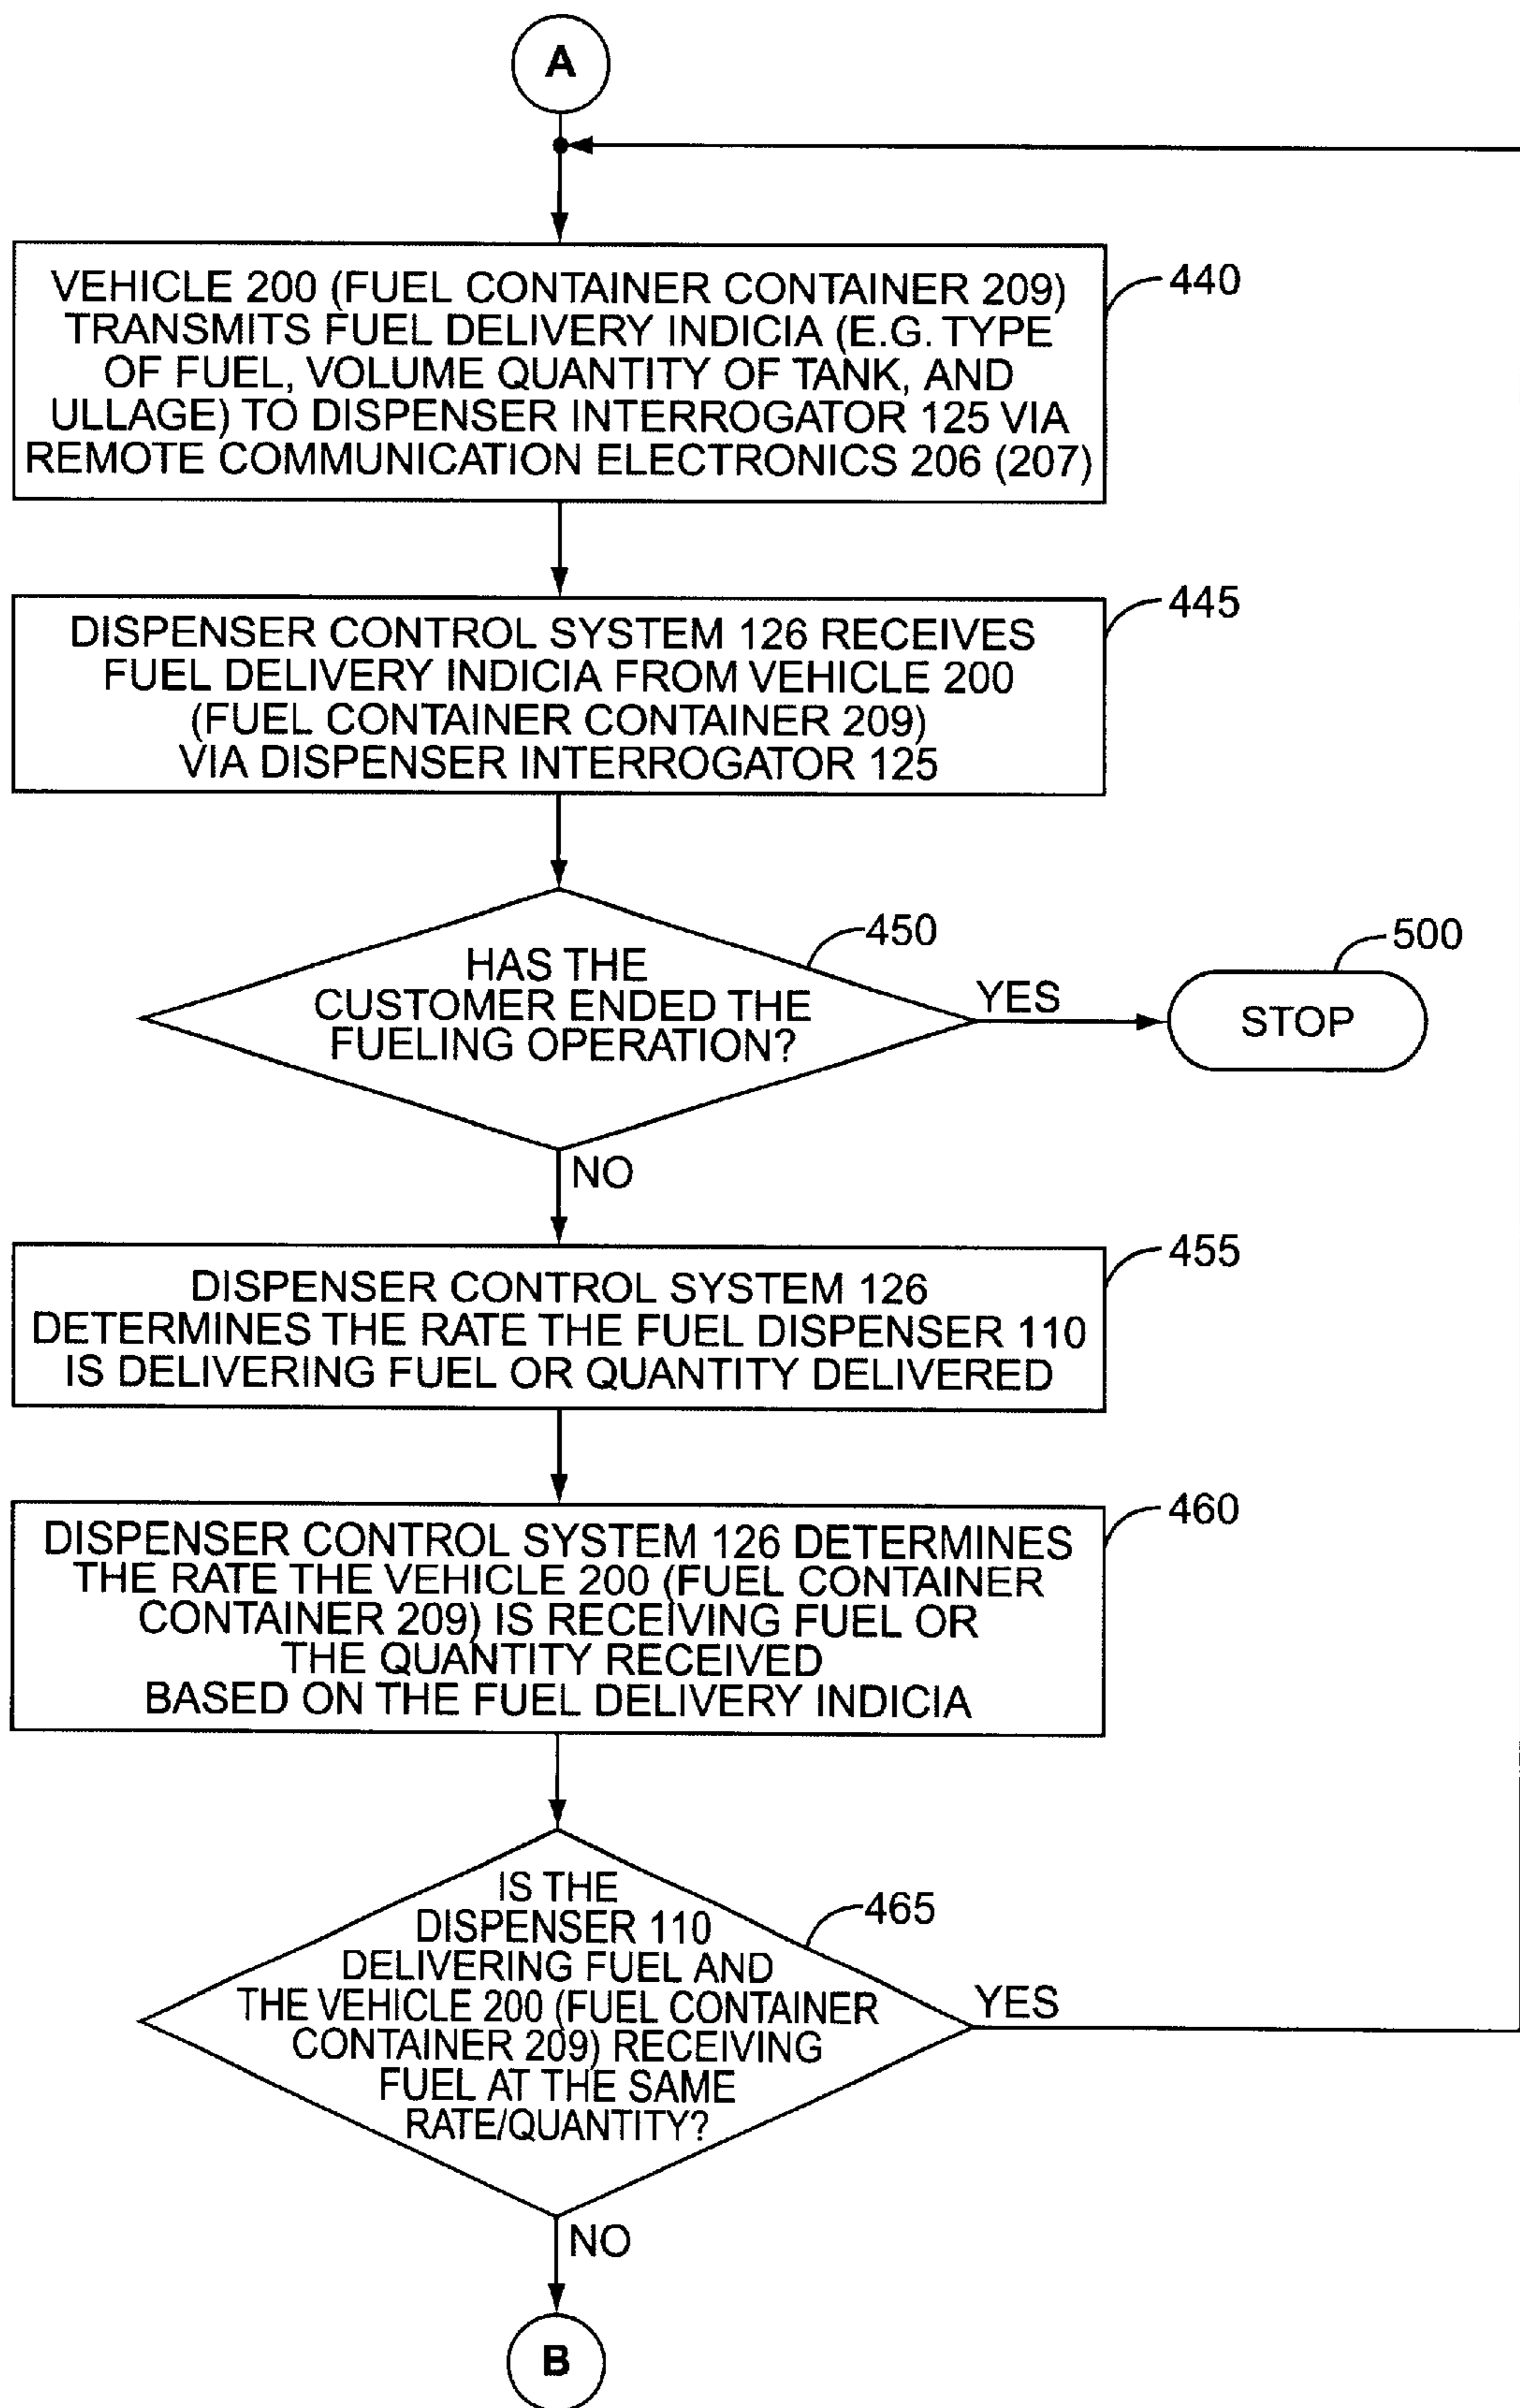 A
VEHICLE 200 (FUEL CONTAINER CONTAINER 209)
TRANSMITS FUEL DELIVERY INDICIA (E.G. TYPE
OF FUEL, VOLUME QUANTITY OF TANK, AND
ULLAGE) TO DISPENSER INTERROGATOR 125 VIA
REMOTE COMMUNICATION ELECTRONICS 206 (207)
440
DISPENSER CONTROL SYSTEM 126 RECEIVES
FUEL DELIVERY INDICIA FROM VEHICLE 200
(FUEL CONTAINER CONTAINER 209)
VIA DISPENSER INTERROGATOR 125
445
HAS THE
CUSTOMER ENDED THE
FUELING OPERATION?
450
YES
500
STOP
NO
DISPENSER CONTROL SYSTEM 126
DETERMINES THE RATE THE FUEL DISPENSER 110
IS DELIVERING FUEL OR QUANTITY DELIVERED
455
DISPENSER CONTROL SYSTEM 126 DETERMINES
THE RATE THE VEHICLE 200 (FUEL CONTAINER
CONTAINER 209) IS RECEIVING FUEL OR
THE QUANTITY RECEIVED
BASED ON THE FUEL DELIVERY INDICIA
460
IS THE
DISPENSER 110
DELIVERING FUEL AND
THE VEHICLE 200 (FUEL CONTAINER
CONTAINER 209) RECEIVING
FUEL AT THE SAME
RATE/QUANTITY?
465
YES
NO
B